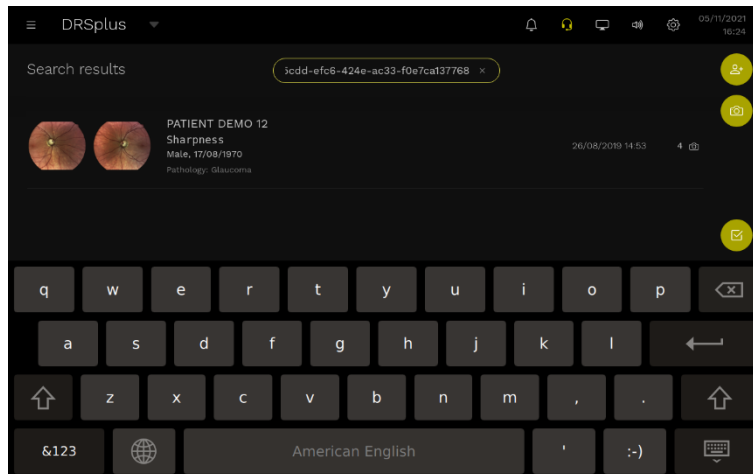 DRSplus
05/11/2021
16:24
Search results
5cdd-efc6-424e-ac33-f0e7ca137768 ×
PATIENT DEMO 12
Sharpness
Male, 17/08/1970
Pathology: Glaucoma
26/08/2019 14:53
4
q w e r t y u i o p
a s d f g h j k l
z x c v b n m , .
&123
American English
' :-)